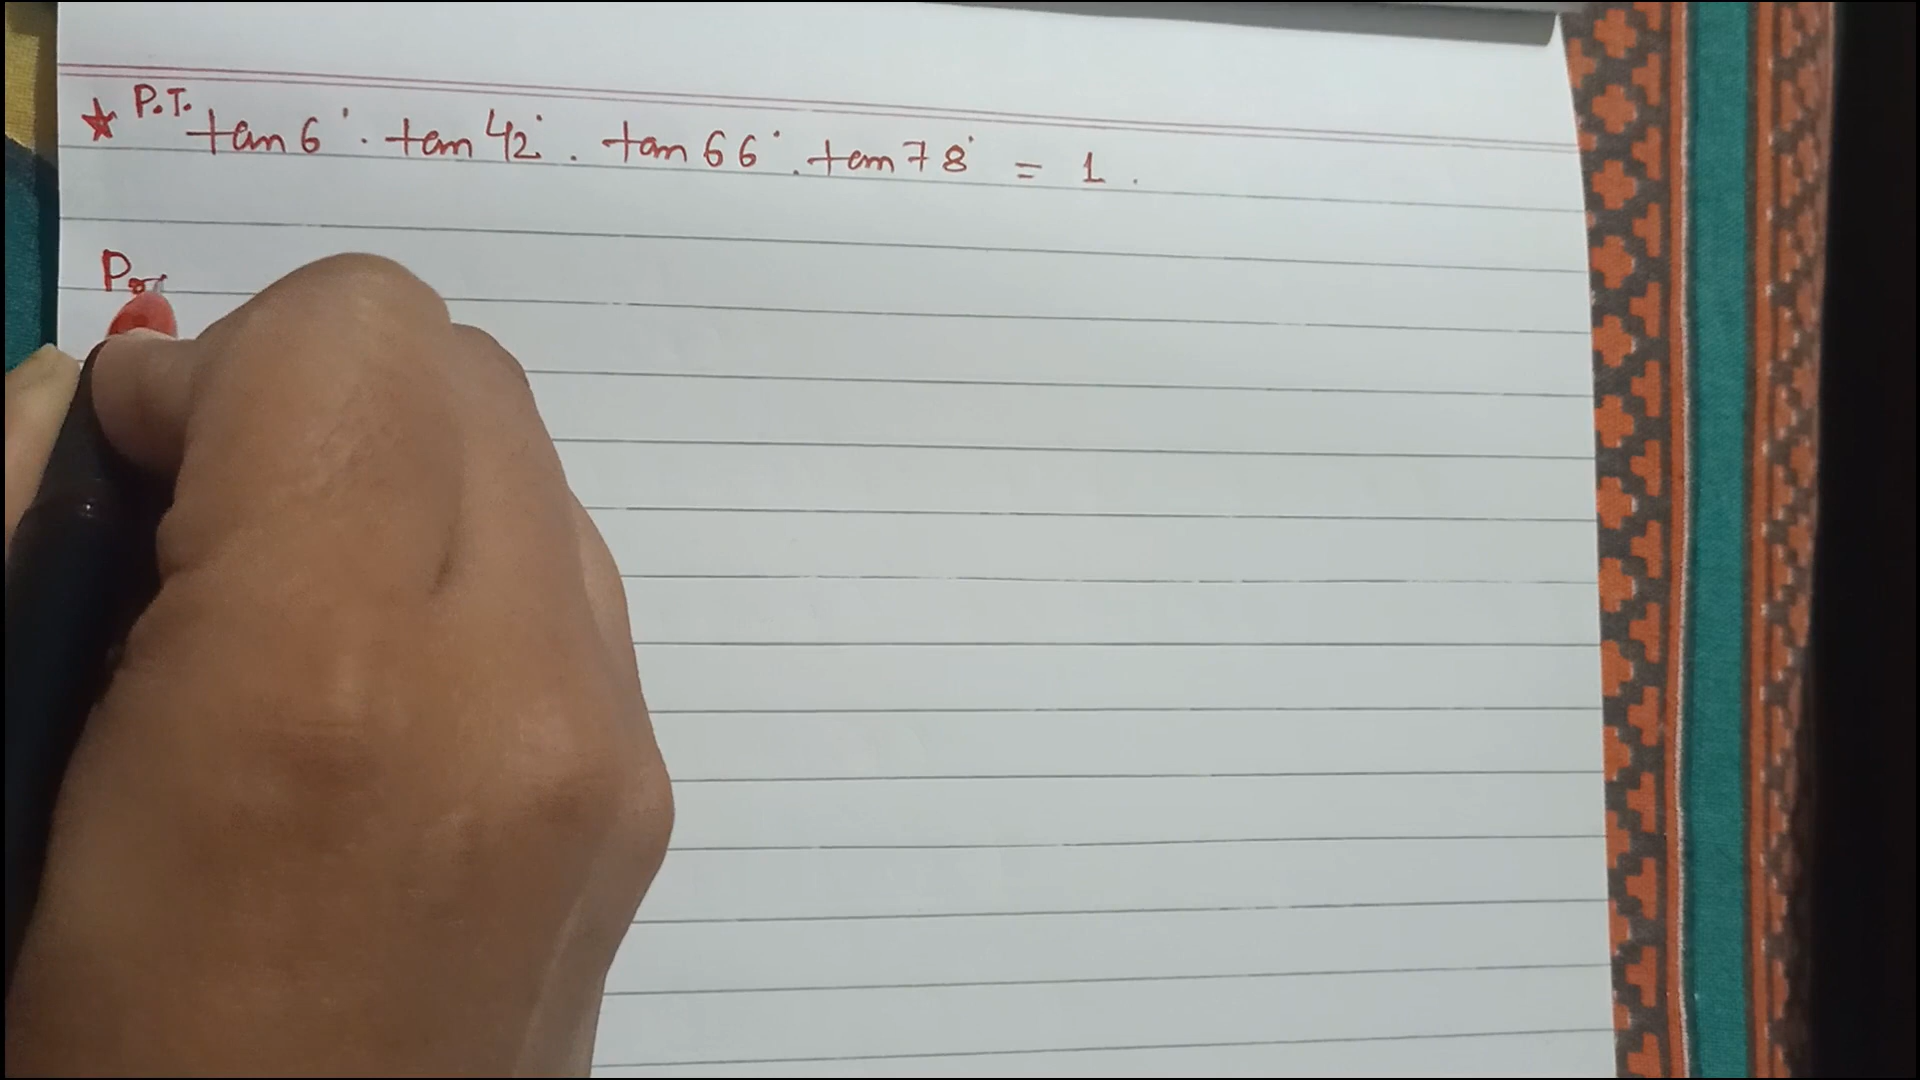 ★ P.T. tan 6° . tan 42° . tan 66° . tan 78° = 1 .